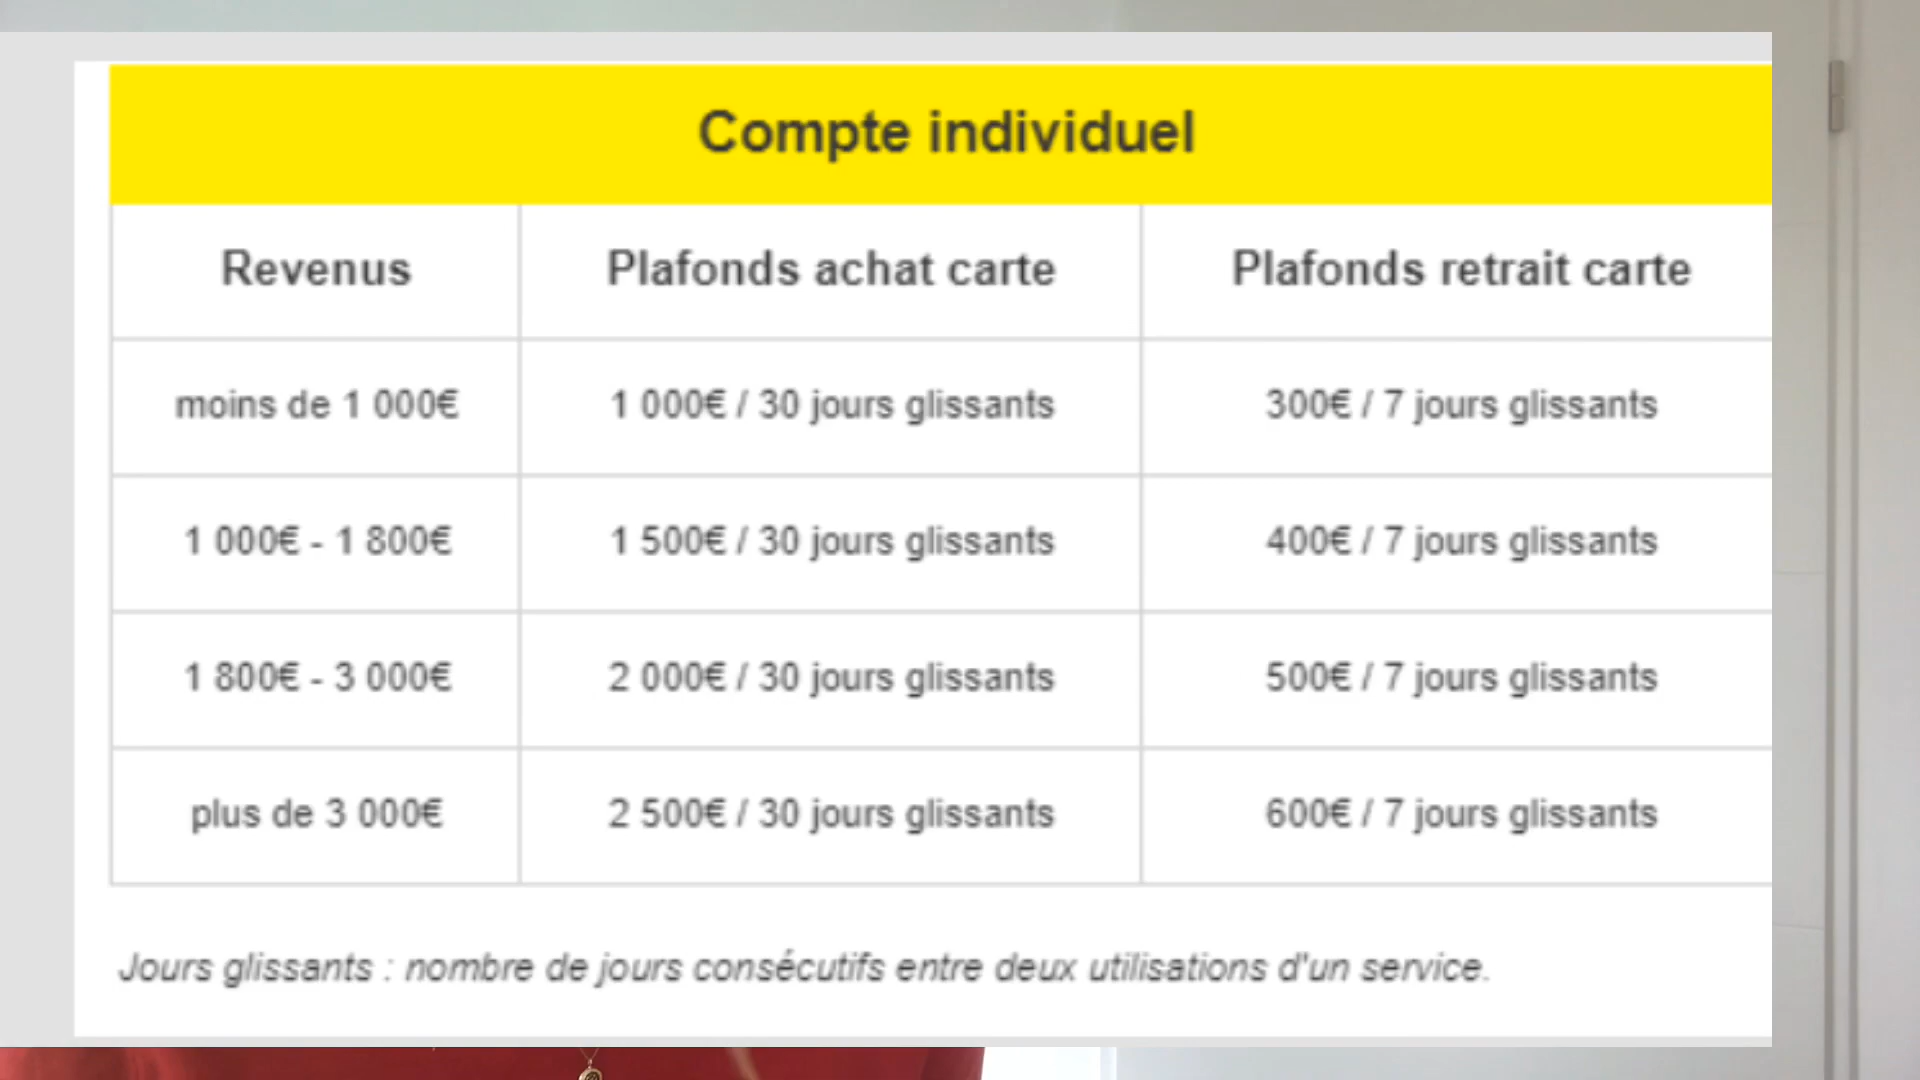 Compte individuel
Revenus Plafonds achat carte Plafonds retrait carte
moins de 1 000€ 1 000€ / 30 jours glissants 300€ / 7 jours glissants
1 000€ - 1 800€ 1 500€ / 30 jours glissants 400€ / 7 jours glissants
1 800€ - 3 000€ 2 000€ / 30 jours glissants 500€ / 7 jours glissants
plus de 3 000€ 2 500€ / 30 jours glissants 600€ / 7 jours glissants
Jours glissants : nombre de jours consécutifs entre deux utilisations d'un service.